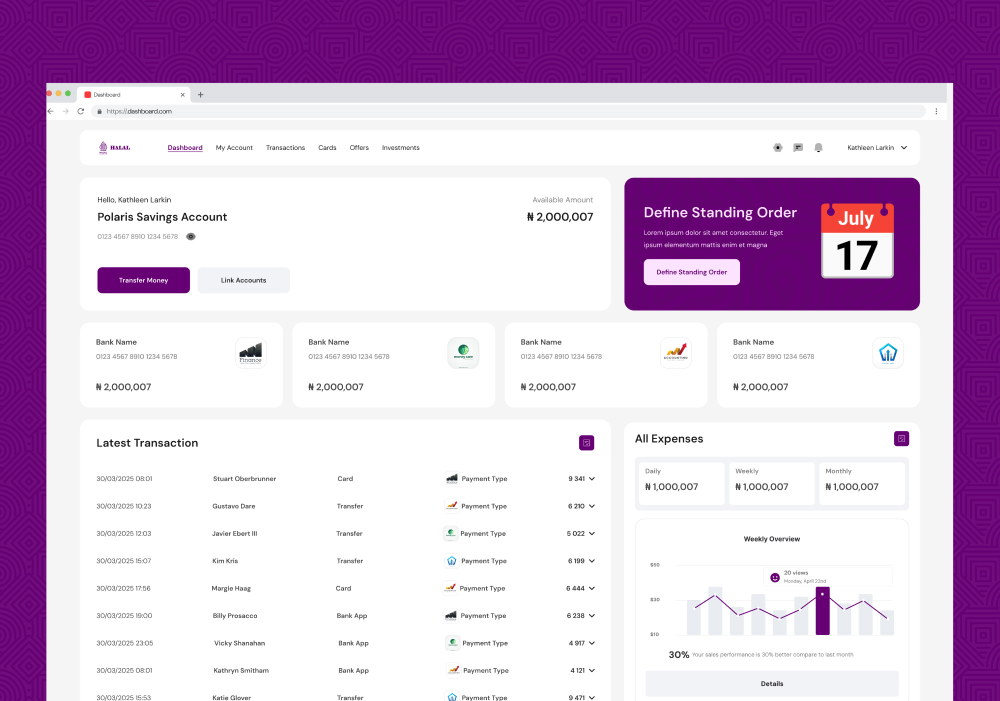 Dashboard
https://dashboard.com
HALAL
Dashboard My Account Transactions Cards Offers Investments
Kathleen Larkin
Hello, Kathleen Larkin
Polaris Savings Account
0123 4567 8910 1234 5678
Available Amount
₦ 2,000,007
Transfer Money
Link Accounts
Define Standing Order
Lorem ipsum dolor sit amet consectetur. Eget
ipsum elementum mattis enim et magna
Define Standing Order
July
17
Bank Name
0123 4567 8910 1234 5678
₦ 2,000,007
Finance
Bank Name
0123 4567 8910 1234 5678
₦ 2,000,007
Bank Name
0123 4567 8910 1234 5678
₦ 2,000,007
ACCOUNTING
Bank Name
0123 4567 8910 1234 5678
₦ 2,000,007
Latest Transaction
30/03/2025 08:01 Stuart Oberbrunner Card Payment Type 9 341
30/03/2025 10:23 Gustavo Dare Transfer Payment Type 6 210
30/03/2025 12:03 Javier Ebert III Transfer Payment Type 5 022
30/03/2025 15:07 Kim Kris Transfer Payment Type 6 199
30/03/2025 17:56 Margie Haag Card Payment Type 6 444
30/03/2025 19:00 Billy Prosacco Bank App Payment Type 6 238
30/03/2025 23:05 Vicky Shanahan Bank App Payment Type 4 917
30/03/2025 08:01 Kathryn Smitham Bank App Payment Type 4 121
30/03/2025 15:53 Katie Glover Transfer Payment Type 9 471
All Expenses
Daily
₦ 1,000,007
Weekly
₦ 1,000,007
Monthly
₦ 1,000,007
Weekly Overview
$50
$30
$10
20 views
Monday, April 22nd
30% Your sales performance is 30% better compare to last month
Details